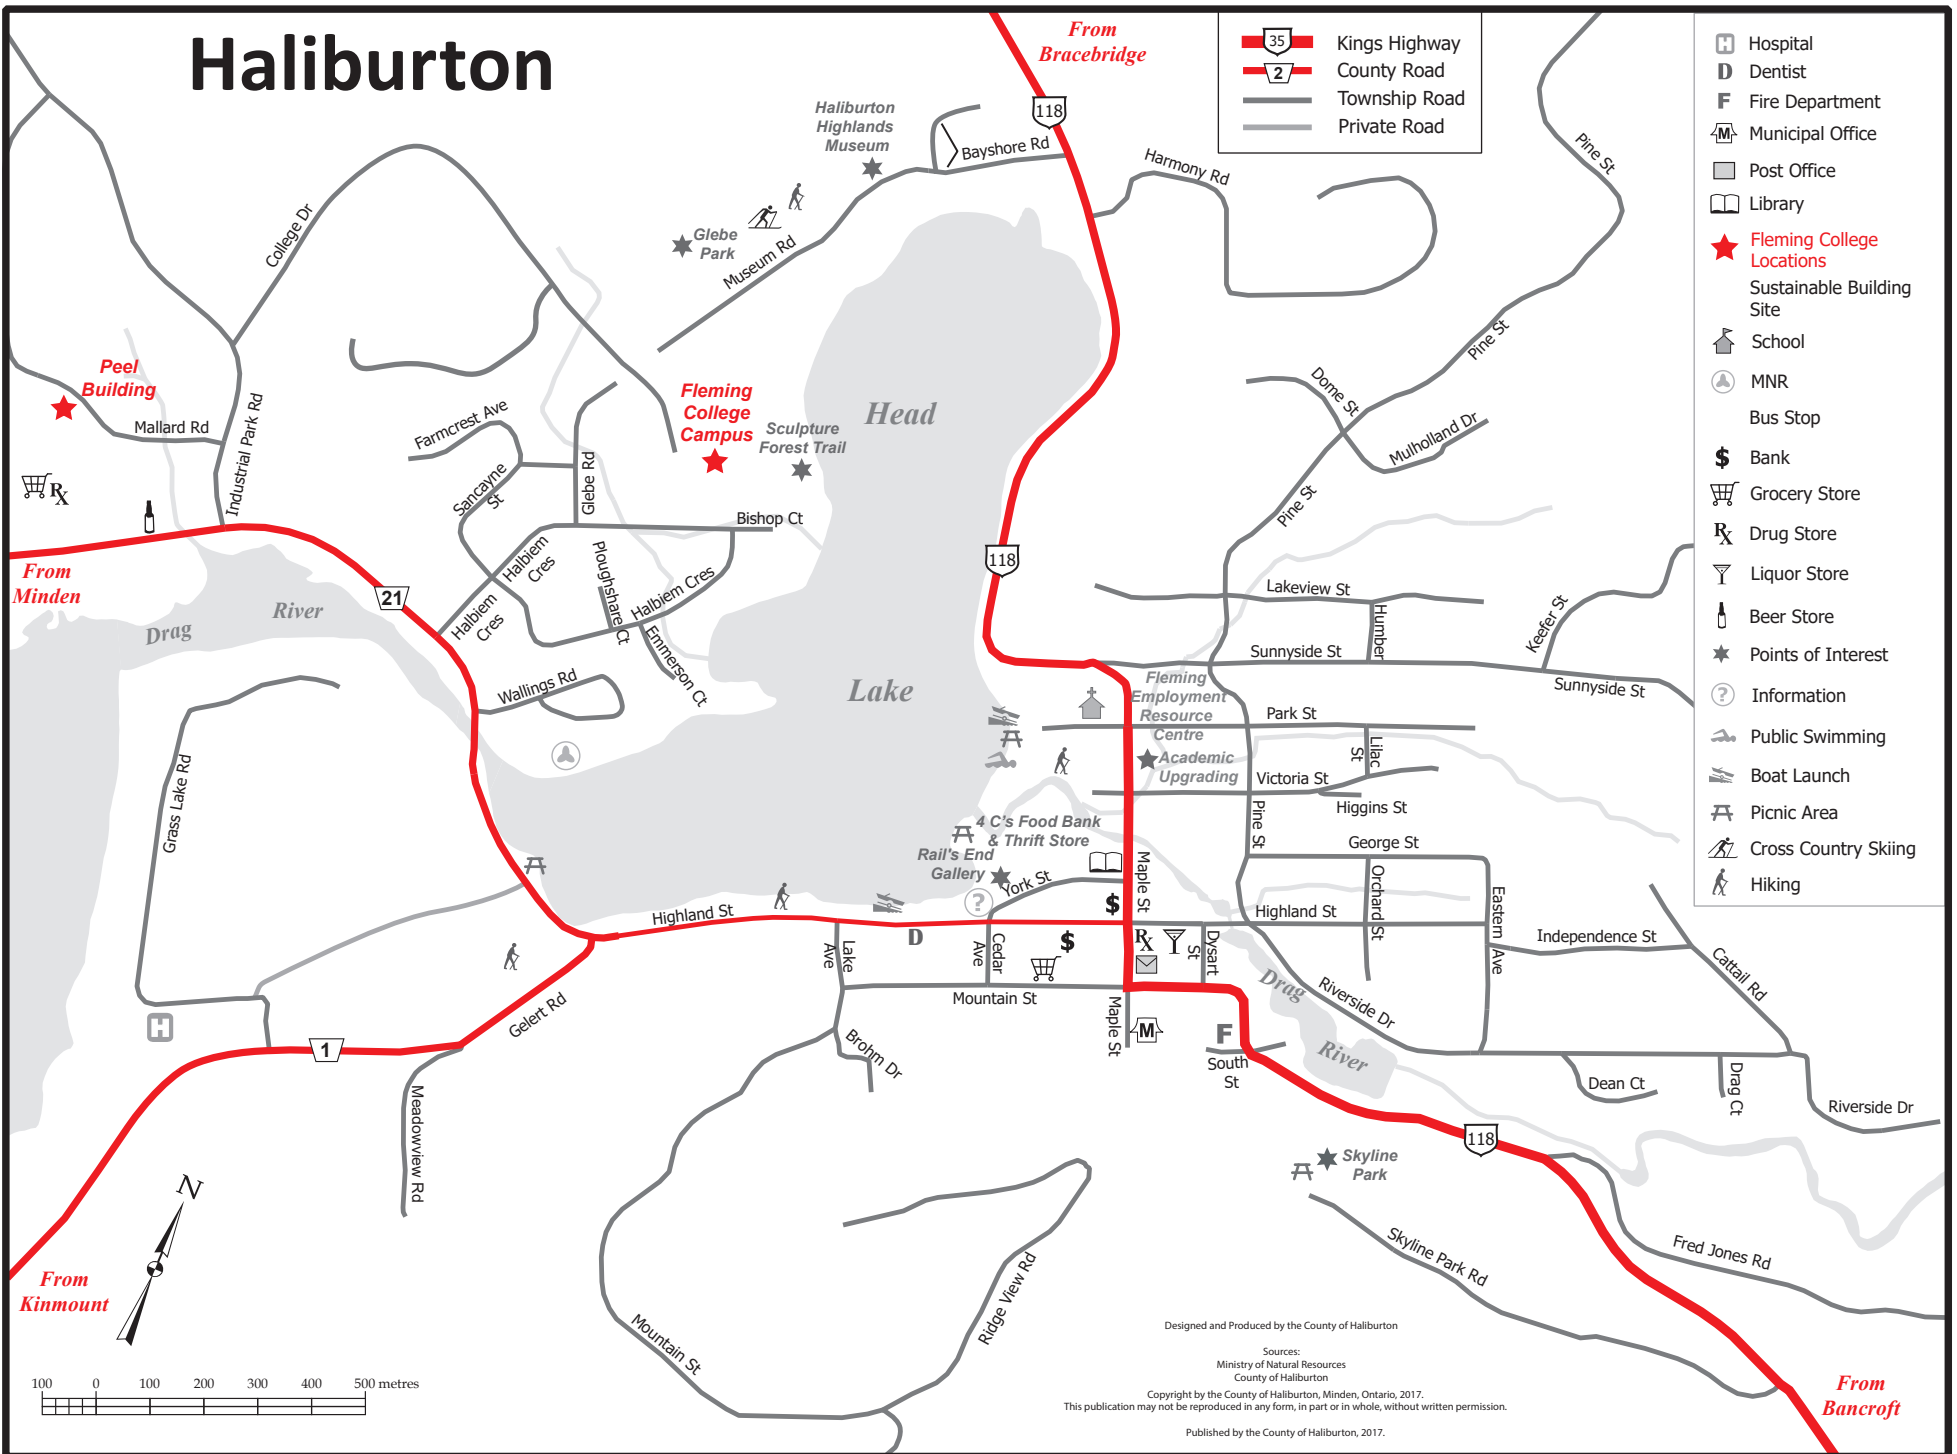 Haliburton
From
Bracebridge
118
35
Kings Highway
2
County Road
Township Road
Private Road
H
Hospital
D
Dentist
F
Fire Department
M
Municipal Office
Post Office
Library
Fleming College
Locations
Sustainable Building
Site
School
MNR
Bus Stop
$
Bank
Grocery Store
Rx
Drug Store
Liquor Store
Beer Store
Points of Interest
?
Information
Public Swimming
Boat Launch
Picnic Area
Cross Country Skiing
Hiking
Haliburton
Highlands
Museum
Bayshore Rd
Harmony Rd
Pine St
College Dr
Glebe
Park
Museum Rd
Pine St
Peel
Building
Mallard Rd
Industrial Park Rd
Farmcrest Ave
Sancayne
St
Glebe Rd
Fleming
College
Campus
Sculpture
Forest Trail
Head
Dome St
Mulholland Dr
Pine St
Rx
Bishop Ct
Halbiem
Cres
Ploughshare Ct
Halbiem Cres
Halbiem
Cres
Emmerson Ct
From
Minden
21
118
River
Drag
Lakeview St
Humber
Keefer St
Sunnyside St
Sunnyside St
Wallings Rd
Lake
Fleming
Employment
Resource
Centre
Academic
Upgrading
Park St
Lilac
St
Victoria St
Higgins St
Grass Lake Rd
4 C's Food Bank
& Thrift Store
Rail's End
Gallery
York St
?
Maple St
Pine St
George St
Orchard St
Eastern
Ave
Highland St
Highland St
$
D
Lake
Ave
Cedar
Ave
$
Rx
Dysart
St
Independence St
Cattail Rd
Mountain St
Maple St
M
F
South
St
Drag
River
Riverside Dr
H
Gelert Rd
1
Brohm Dr
Meadowview Rd
Dean Ct
Drag Ct
Riverside Dr
118
Skyline
Park
Skyline Park Rd
Fred Jones Rd
N
From
Kinmount
Mountain St
Ridge View Rd
100 0 100 200 300 400 500 metres
Designed and Produced by the County of Haliburton
Sources:
Ministry of Natural Resources
County of Haliburton
Copyright by the County of Haliburton, Minden, Ontario, 2017.
This publication may not be reproduced in any form, in part or in whole, without written permission.
Published by the County of Haliburton, 2017.
From
Bancroft